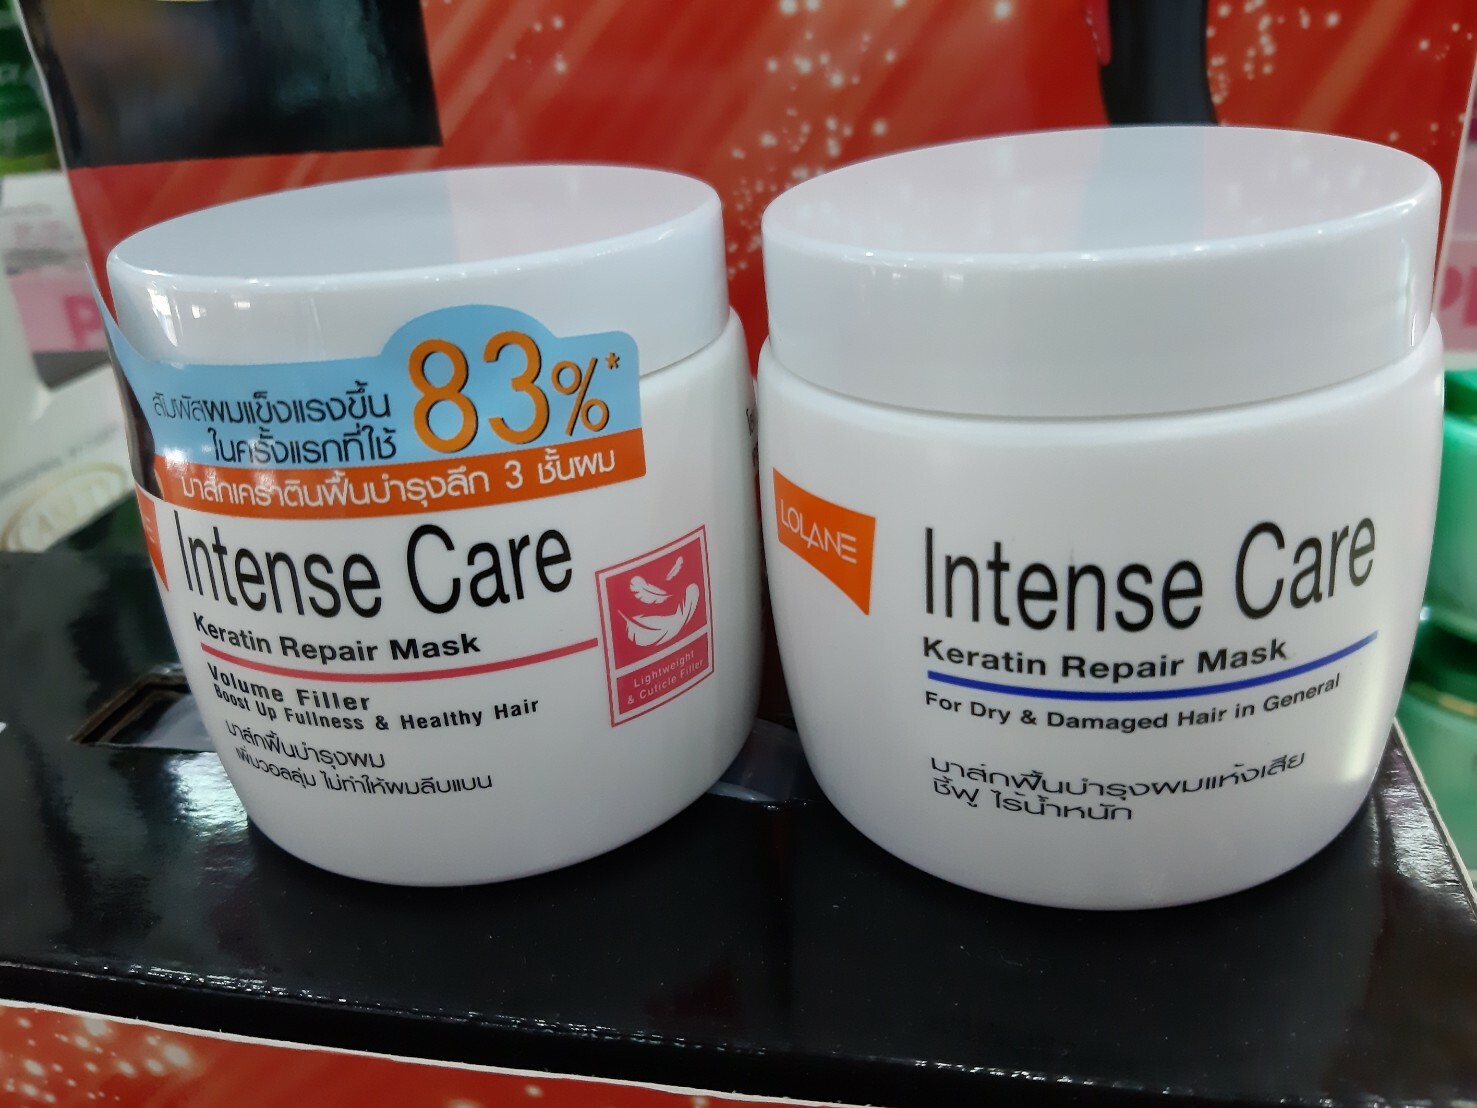 สัมผัสผมแข็งแรงขึ้น
ในครั้งแรกที่ใช้
83%*
มาส์กเคราตินฟื้นบำรุงลึก 3 ชั้นผม
Intense Care
Keratin Repair Mask
Volume Filler
Boost Up Fullness & Healthy Hair
มาส์กฟื้นบำรุงผม
เพิ่มวอลลุ่ม ไม่ทำให้ผมลีบแบน
Lightweight
& Cuticle Filler
LOLANE
Intense Care
Keratin Repair Mask
For Dry & Damaged Hair in General
มาส์กฟื้นบำรุงผมแห้งเสีย
ชี้ฟู ไร้น้ำหนัก